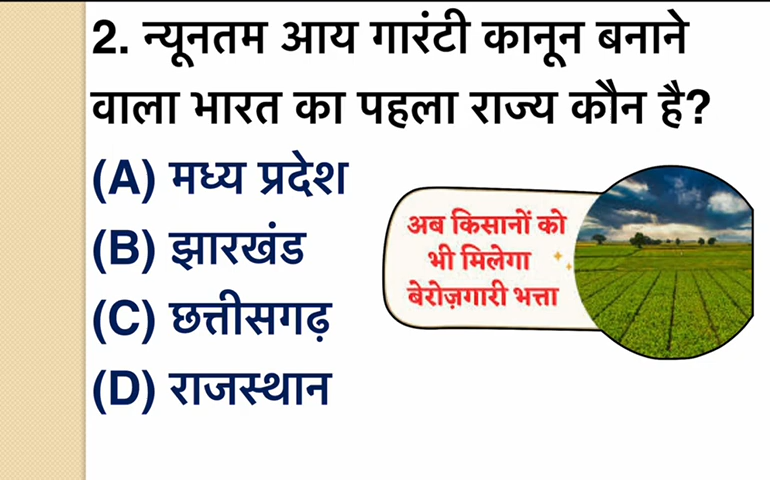 2. न्यूनतम आय गारंटी कानून बनाने
वाला भारत का पहला राज्य कौन है?
(A) मध्य प्रदेश
(B) झारखंड
(C) छत्तीसगढ़
(D) राजस्थान
अब किसानों को
भी मिलेगा
बेरोज़गारी भत्ता